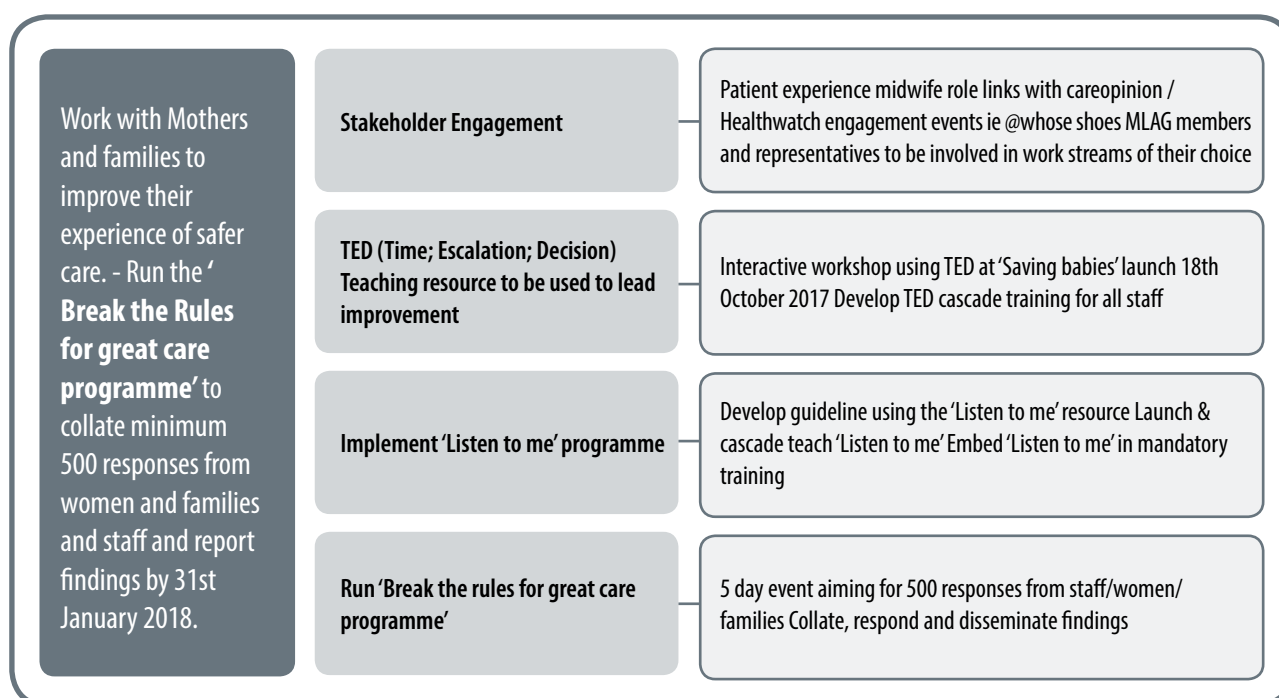 Work with Mothers
and families to
improve their
experience of safer
care. - Run the ‘
Break the Rules
for great care
programme’ to
collate minimum
500 responses from
women and families
and staff and report
findings by 31st
January 2018.
Stakeholder Engagement
Patient experience midwife role links with careopinion /
Healthwatch engagement events ie @whose shoes MLAG members
and representatives to be involved in work streams of their choice
TED (Time; Escalation; Decision)
Teaching resource to be used to lead
improvement
Interactive workshop using TED at ‘Saving babies’ launch 18th
October 2017 Develop TED cascade training for all staff
Implement ‘Listen to me’ programme
Develop guideline using the ‘Listen to me’ resource Launch &
cascade teach ‘Listen to me’ Embed ‘Listen to me’ in mandatory
training
Run ‘Break the rules for great care
programme’
5 day event aiming for 500 responses from staff/women/
families Collate, respond and disseminate findings